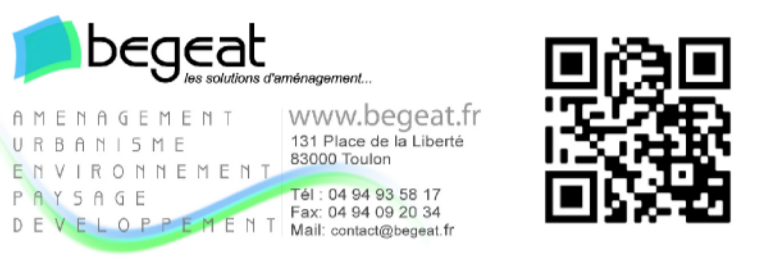 begeat
les solutions d'aménagement...
AMENAGEMENT
URBANISME
ENVIRONNEMENT
PAYSAGE
DEVELOPPEMENT
www.begeat.fr
131 Place de la Liberté
83000 Toulon
Tél : 04 94 93 58 17
Fax: 04 94 09 20 34
Mail: contact@begeat.fr